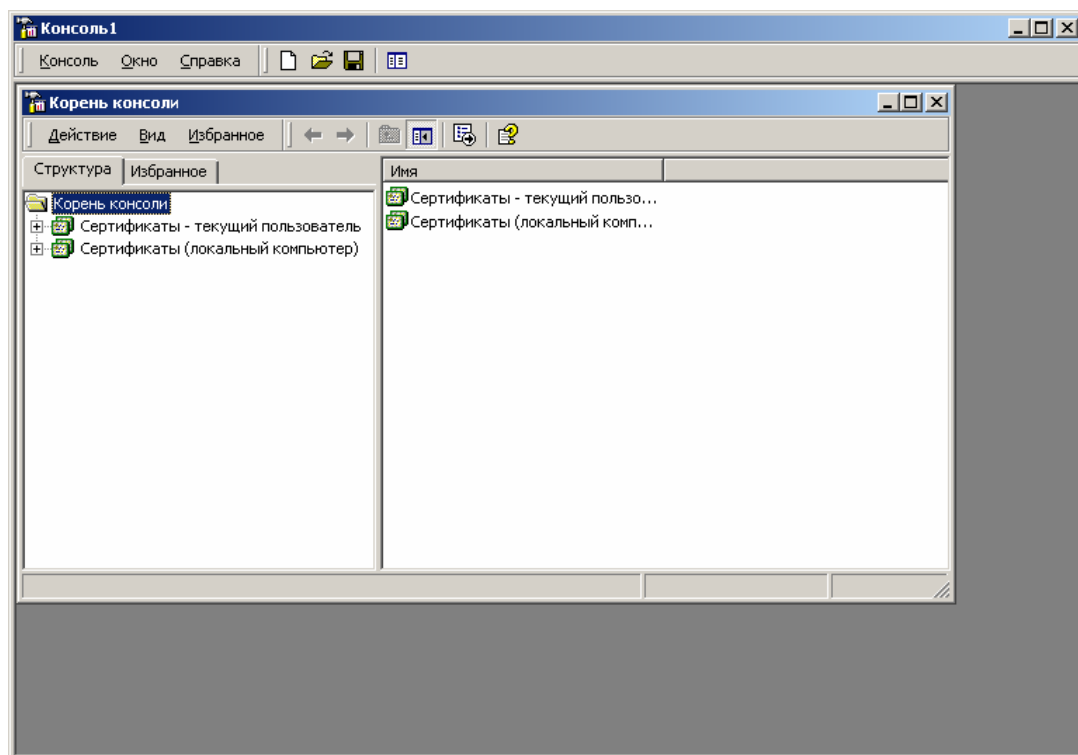 Консоль1
Консоль Окно Справка
Корень консоли
Действие Вид Избранное
Структура Избранное
Имя
Корень консоли
Сертификаты - текущий пользователь
Сертификаты (локальный компьютер)
Сертификаты - текущий пользо...
Сертификаты (локальный комп...